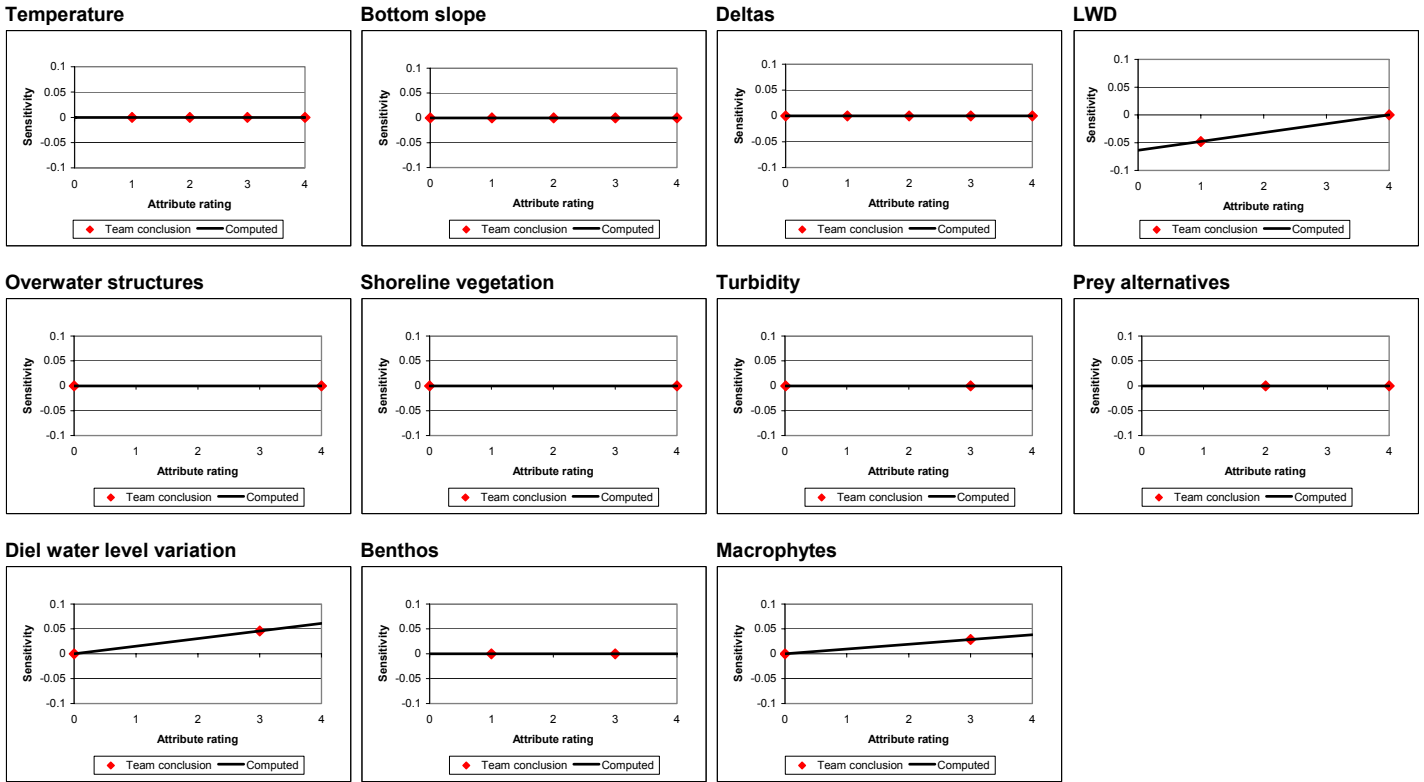 Temperature
Sensitivity
0.1
0.05
0
-0.05
-0.1
0 1 2 3 4
Attribute rating
Team conclusion Computed
Bottom slope
Sensitivity
0.1
0.05
0
-0.05
-0.1
0 1 2 3 4
Attribute rating
Team conclusion Computed
Deltas
Sensitivity
0.1
0.05
0
-0.05
-0.1
0 1 2 3 4
Attribute rating
Team conclusion Computed
LWD
Sensitivity
0.1
0.05
0
-0.05
-0.1
0 1 2 3 4
Attribute rating
Team conclusion Computed
Overwater structures
Sensitivity
0.1
0.05
0
-0.05
-0.1
0 1 2 3 4
Attribute rating
Team conclusion Computed
Shoreline vegetation
Sensitivity
0.1
0.05
0
-0.05
-0.1
0 1 2 3 4
Attribute rating
Team conclusion Computed
Turbidity
Sensitivity
0.1
0.05
0
-0.05
-0.1
0 1 2 3 4
Attribute rating
Team conclusion Computed
Prey alternatives
Sensitivity
0.1
0.05
0
-0.05
-0.1
0 1 2 3 4
Attribute rating
Team conclusion Computed
Diel water level variation
Sensitivity
0.1
0.05
0
-0.05
-0.1
0 1 2 3 4
Attribute rating
Team conclusion Computed
Benthos
Sensitivity
0.1
0.05
0
-0.05
-0.1
0 1 2 3 4
Attribute rating
Team conclusion Computed
Macrophytes
Sensitivity
0.1
0.05
0
-0.05
-0.1
0 1 2 3 4
Attribute rating
Team conclusion Computed